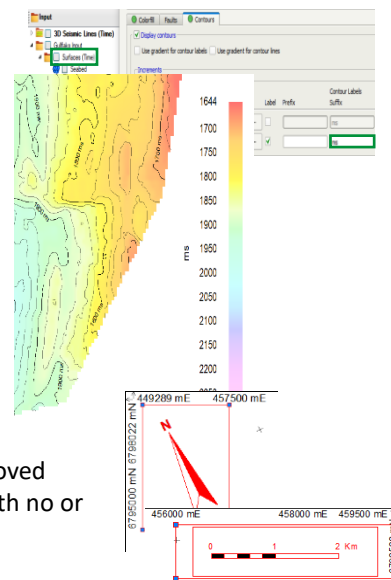 Input
3D Seismic Lines (Time)
Gullfaks Input
Surfaces (Time)
Seabed
Colorfill Faults Contours
Display contours
Use gradient for contour labels Use gradient for contour lines
Increments
Contour Labels
Label Prefix Suffix
ms
ms
1644
1700
1750
1800
1850
1900
1950
2000
2050
2100
2150
2200
ms
449289 mE 457500 mE
6795000 mN 6798022 mN
N
oved
th no or
456000 mE 458000 mE 459500 mE
0 1 2 Km